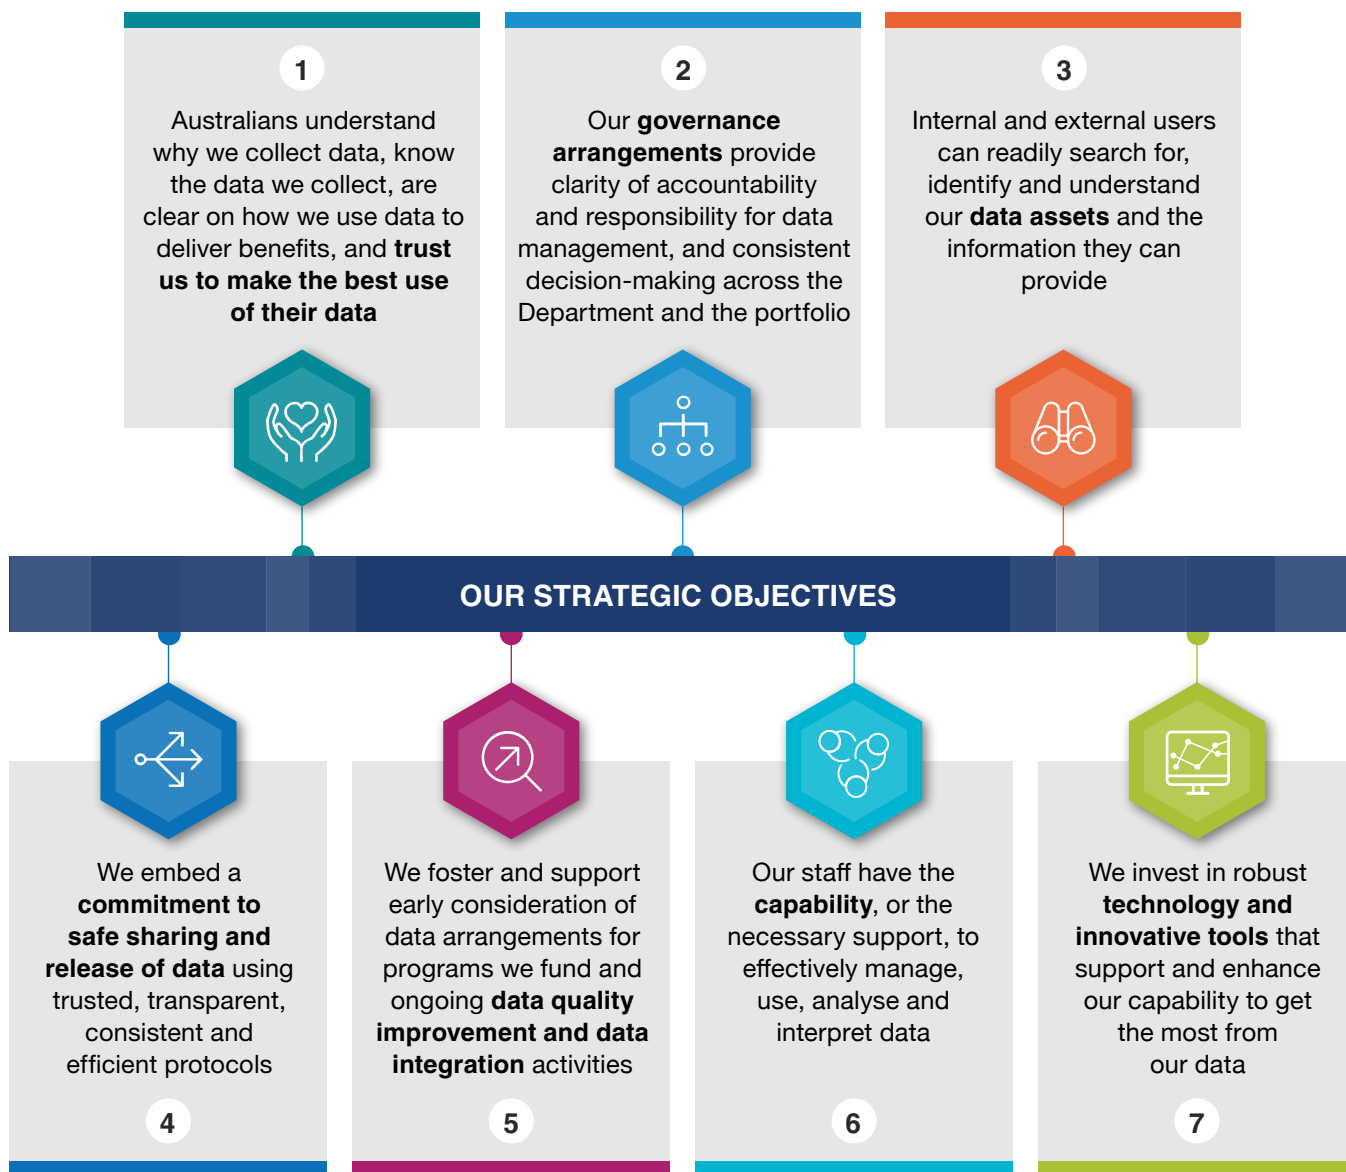 1
Australians understand
why we collect data, know
the data we collect, are
clear on how we use data to
deliver benefits, and trust
us to make the best use
of their data
2
Our governance
arrangements provide
clarity of accountability
and responsibility for data
management, and consistent
decision-making across the
Department and the portfolio
3
Internal and external users
can readily search for,
identify and understand
our data assets and the
information they can
provide
OUR STRATEGIC OBJECTIVES
We embed a
commitment to
safe sharing and
release of data using
trusted, transparent,
consistent and
efficient protocols
4
We foster and support
early consideration of
data arrangements for
programs we fund and
ongoing data quality
improvement and data
integration activities
5
Our staff have the
capability, or the
necessary support, to
effectively manage,
use, analyse and
interpret data
6
We invest in robust
technology and
innovative tools that
support and enhance
our capability to get
the most from
our data
7